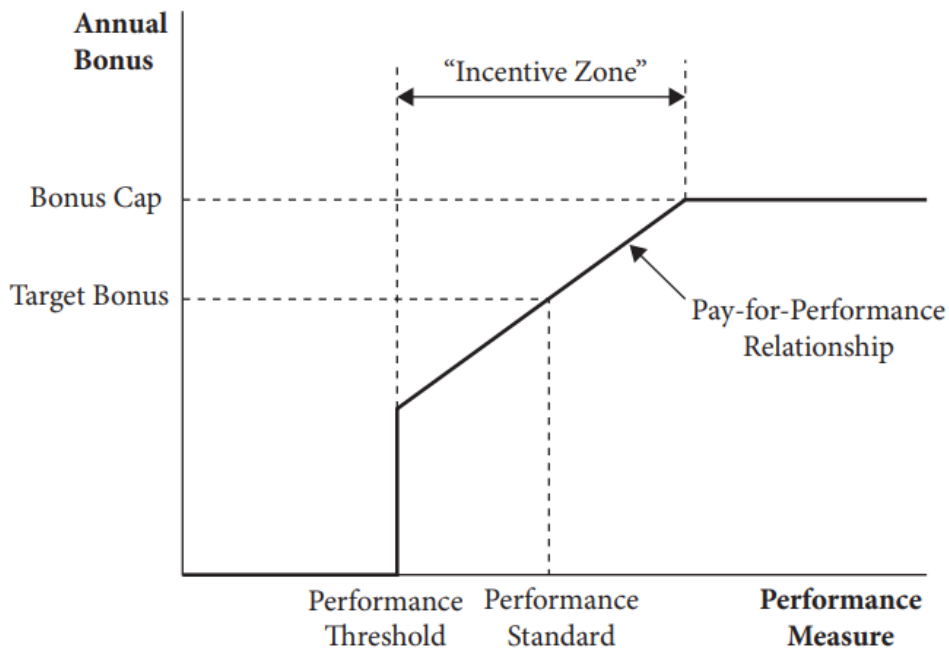 Annual
Bonus
“Incentive Zone”
Bonus Cap
Target Bonus
Pay-for-Performance
Relationship
Performance
Threshold
Performance
Standard
Performance
Measure